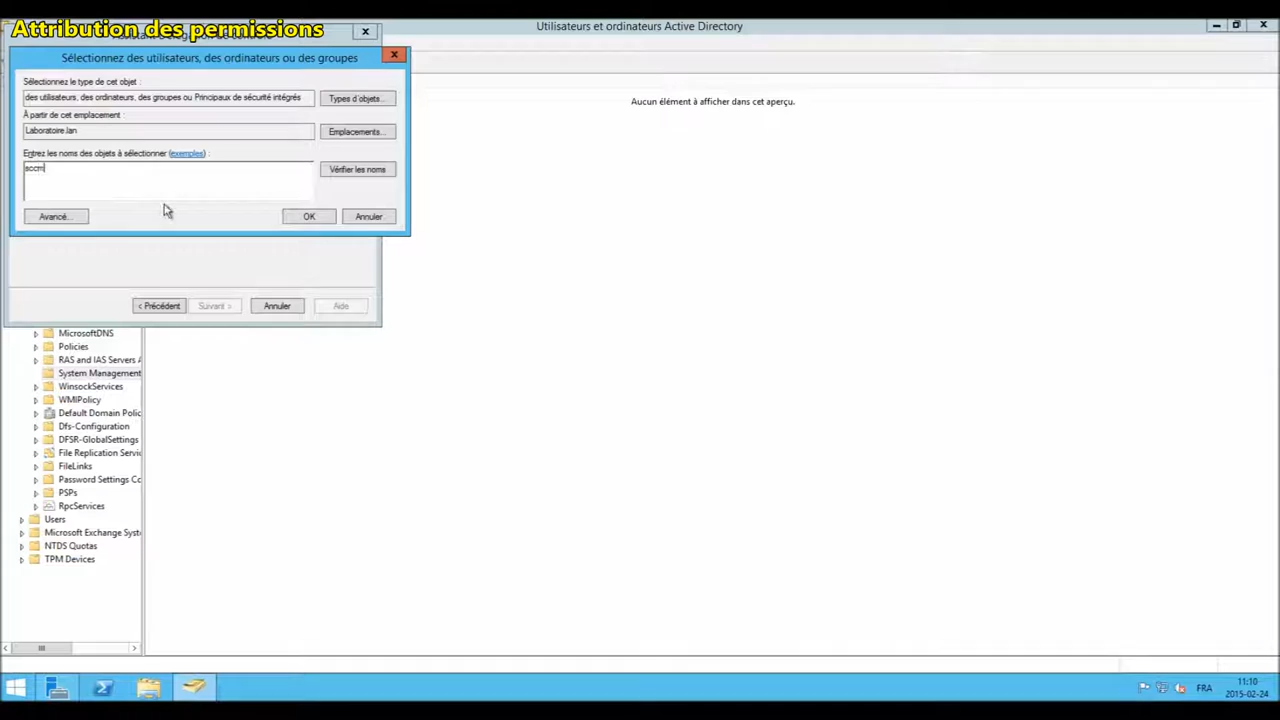 Attribution des permissions
Utilisateurs et ordinateurs Active Directory
Sélectionnez des utilisateurs, des ordinateurs ou des groupes
Sélectionnez le type de cet objet :
des utilisateurs, des ordinateurs, des groupes ou Principaux de sécurité intégrés
Types d'objets...
À partir de cet emplacement :
Laboratoire.lan
Emplacements...
Entrez les noms des objets à sélectionner (exemples) :
sccm
Vérifier les noms
Avancé...
OK
Annuler
Aucun élément à afficher dans cet aperçu.
< Précédent
Suivant >
Annuler
Aide
MicrosoftDNS
Policies
RAS and IAS Servers A
System Management
WinsockServices
WMIPolicy
Default Domain Polic
Dfs-Configuration
DFSR-GlobalSettings
File Replication Servic
FileLinks
Password Settings Co
PSPs
RpcServices
Users
Microsoft Exchange Syst
NTDS Quotas
TPM Devices
FRA
11:10
2015-02-24